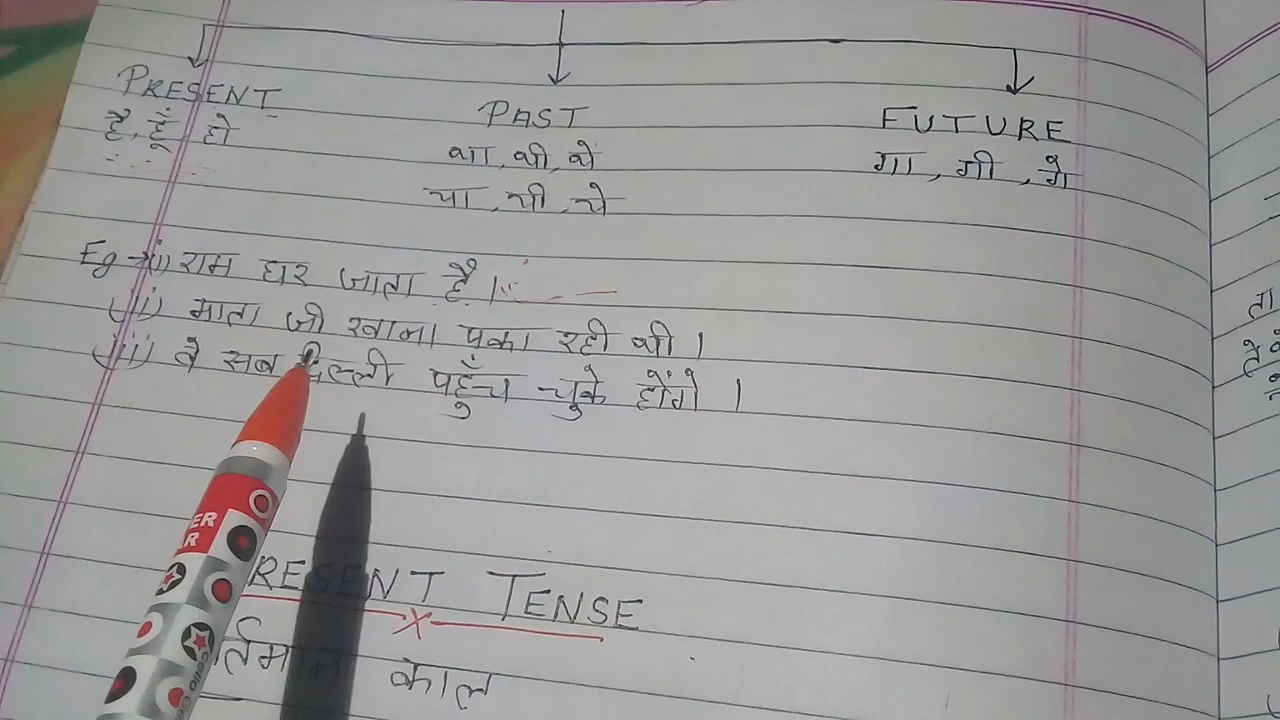 PRESENT
है, हूँ हो
PAST
था, थी, थे
या, यी, ये
FUTURE
गा, गी, गे
Eg → i) राम घर जाता है।
(ii) माता जी खाना पका रही थी।
(iii) वे सब दिल्ली पहुँच चुके होंगे।
RESENT TENSE
र्तमान काल